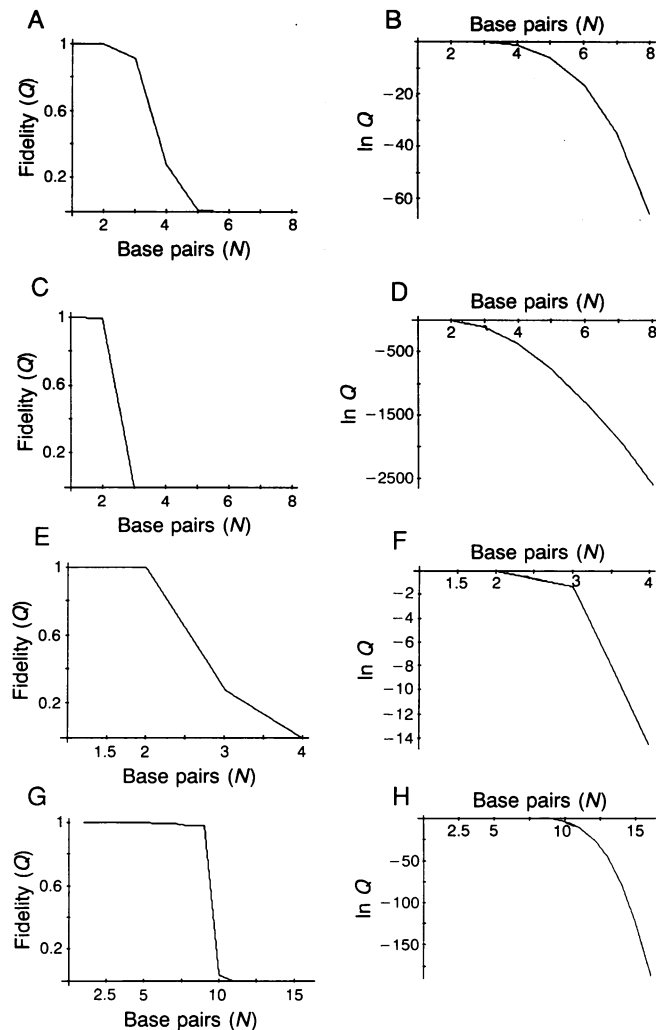 A
Fidelity (Q)
1
0.6
0.2
2 4 6 8
Base pairs (N)
B
Base pairs (N)
2 4 6 8
ln Q
−20
−40
−60
C
Fidelity (Q)
1
0.6
0.2
2 4 6 8
Base pairs (N)
D
Base pairs (N)
2 4 6 8
ln Q
−500
−1500
−2500
E
Fidelity (Q)
1
0.6
0.2
1.5 2 3 4
Base pairs (N)
F
Base pairs (N)
1.5 2 3 4
ln Q
−2
−4
−6
−8
−10
−12
−14
G
Fidelity (Q)
1
0.6
0.2
2.5 5 10 15
Base pairs (N)
H
Base pairs (N)
2.5 5 10 15
ln Q
−50
−100
−150